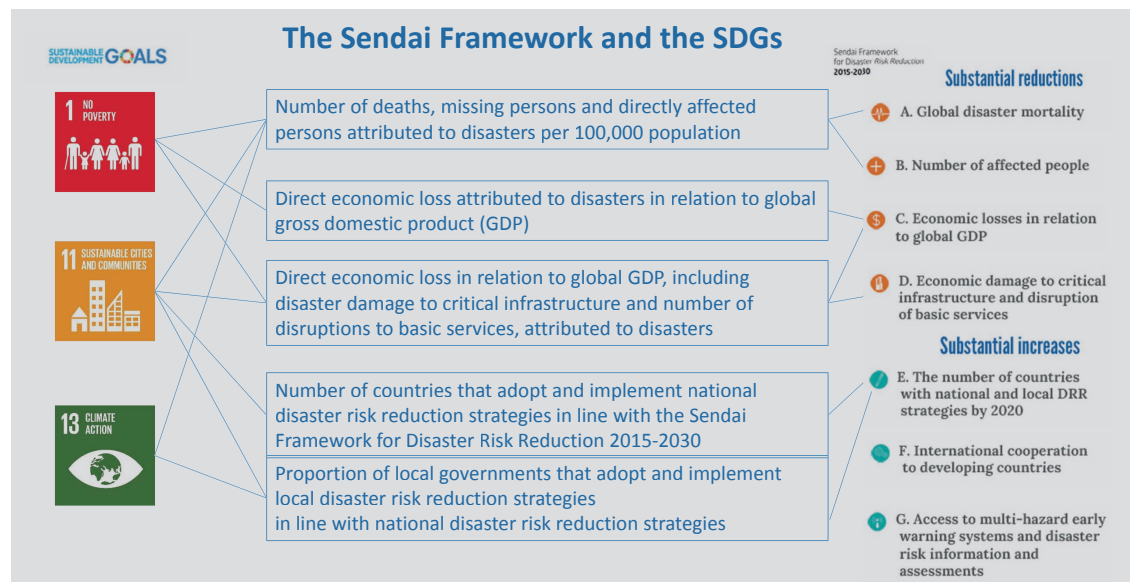 The Sendai Framework and the SDGs
SUSTAINABLE
DEVELOPMENT GOALS
1 NO
POVERTY
11 SUSTAINABLE CITIES
AND COMMUNITIES
13 CLIMATE
ACTION
Number of deaths, missing persons and directly affected
persons attributed to disasters per 100,000 population
Direct economic loss attributed to disasters in relation to global
gross domestic product (GDP)
Direct economic loss in relation to global GDP, including
disaster damage to critical infrastructure and number of
disruptions to basic services, attributed to disasters
Number of countries that adopt and implement national
disaster risk reduction strategies in line with the Sendai
Framework for Disaster Risk Reduction 2015-2030
Proportion of local governments that adopt and implement
local disaster risk reduction strategies
in line with national disaster risk reduction strategies
Sendai Framework
for Disaster Risk Reduction
2015-2030
Substantial reductions
A. Global disaster mortality
B. Number of affected people
$
C. Economic losses in relation
to global GDP
D. Economic damage to critical
infrastructure and disruption
of basic services
Substantial increases
E. The number of countries
with national and local DRR
strategies by 2020
F. International cooperation
to developing countries
G. Access to multi-hazard early
warning systems and disaster
risk information and
assessments